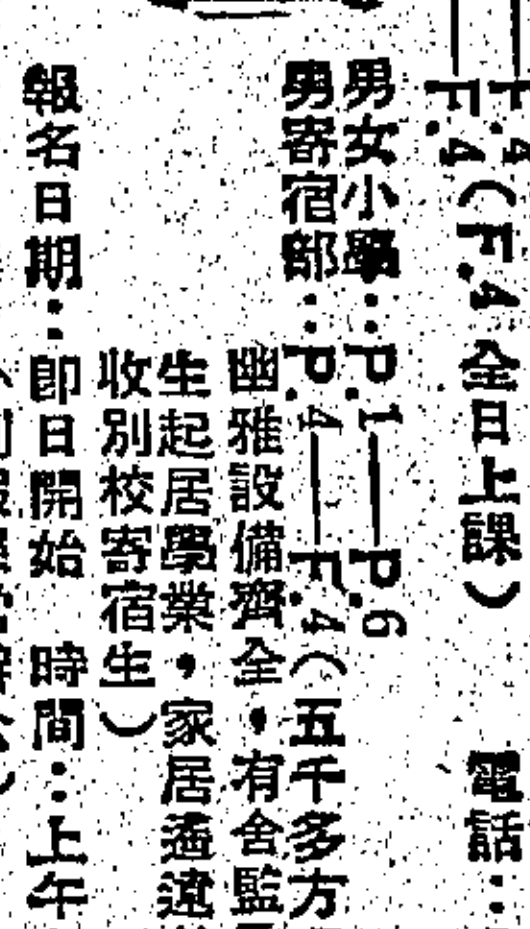 F.4
F.4(F.4全日上課) 電話:
男女小學:P.1—P.6
男寄宿部:P.4—F.4(五千多方
幽雅設備齊全,有舍監
生起居學業,家居遙遠
收別校寄宿生)
報名日期:即日開始 時間:上午